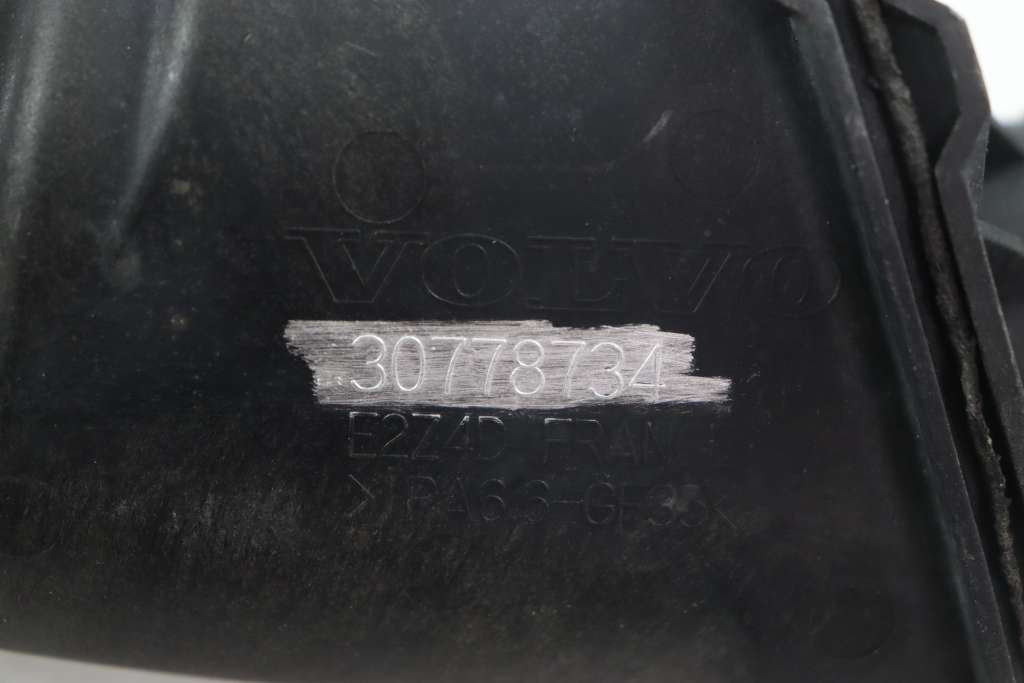 VOLVO
30778734
E2Z4D FRAN
>PA66-GF35<